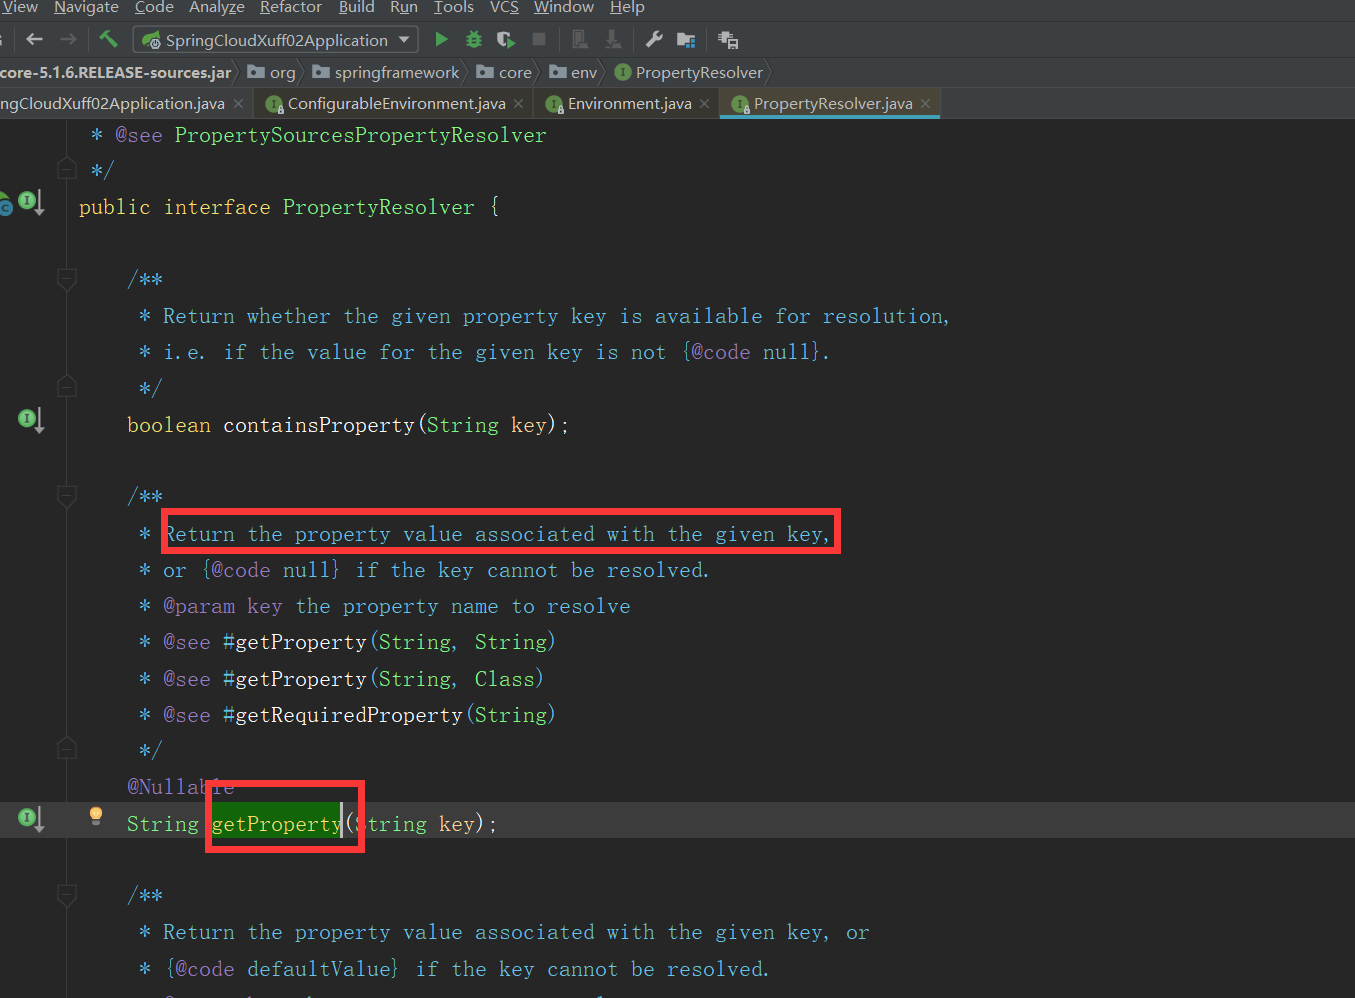 View Navigate Code Analyze Refactor Build Run Tools VCS Window Help
SpringCloudXuff02Application
core-5.1.6.RELEASE-sources.jar org springframework core env PropertyResolver
ngCloudXuff02Application.java ConfigurableEnvironment.java Environment.java PropertyResolver.java
* @see PropertySourcesPropertyResolver
*/
public interface PropertyResolver {
/**
* Return whether the given property key is available for resolution,
* i.e. if the value for the given key is not {@code null}.
*/
boolean containsProperty(String key);
/**
* Return the property value associated with the given key,
* or {@code null} if the key cannot be resolved.
* @param key the property name to resolve
* @see #getProperty(String, String)
* @see #getProperty(String, Class)
* @see #getRequiredProperty(String)
*/
@Nullable
String getProperty(String key);
/**
* Return the property value associated with the given key, or
* {@code defaultValue} if the key cannot be resolved.